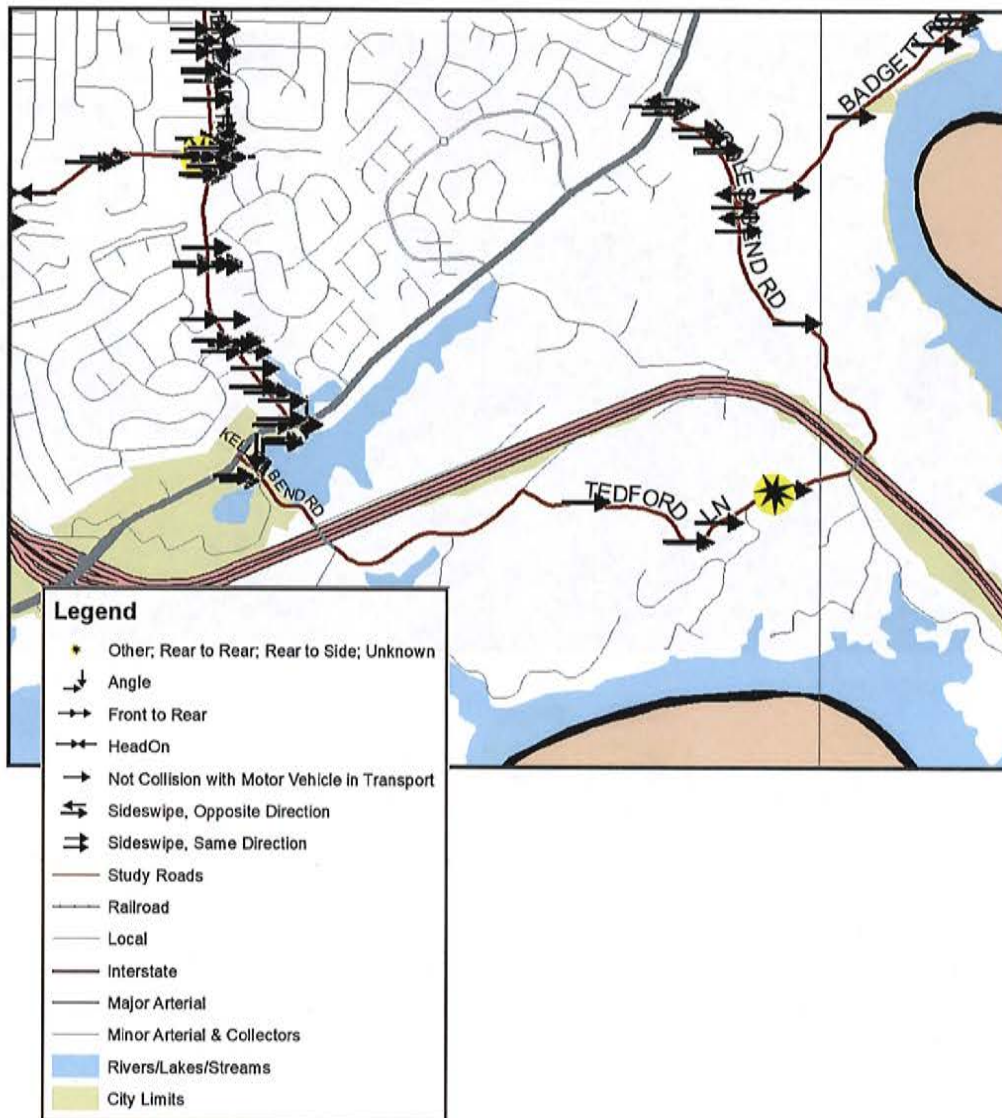 BADGETT RD
BEND RD
BEND RD
TEDFORD LN
Legend
Other; Rear to Rear; Rear to Side; Unknown
Angle
Front to Rear
HeadOn
Not Collision with Motor Vehicle in Transport
Sideswipe, Opposite Direction
Sideswipe, Same Direction
Study Roads
Railroad
Local
Interstate
Major Arterial
Minor Arterial & Collectors
Rivers/Lakes/Streams
City Limits